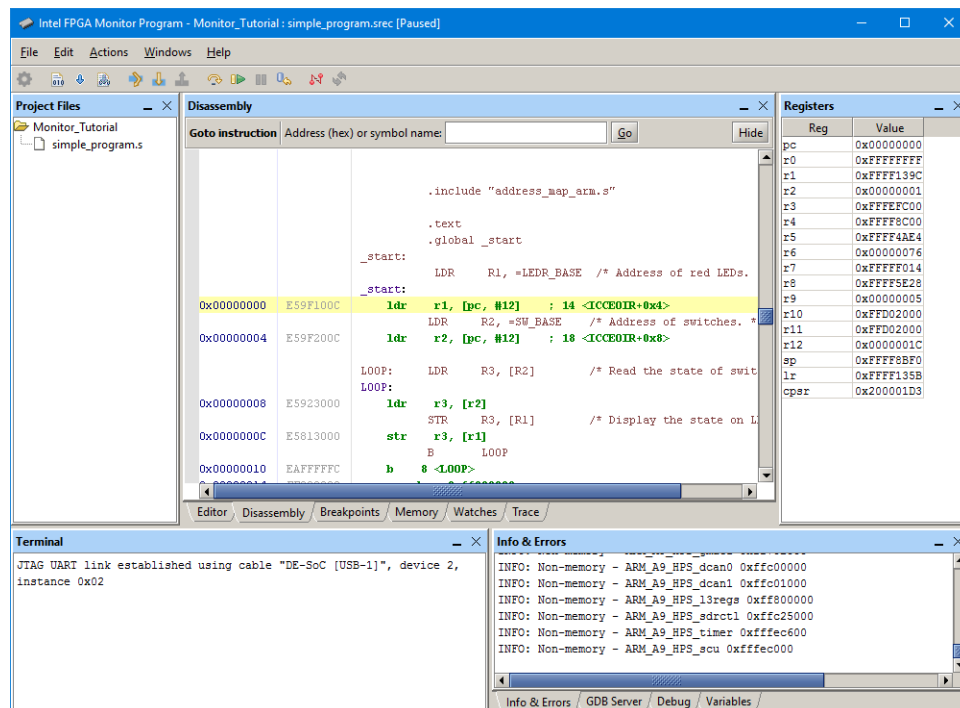 Intel FPGA Monitor Program - Monitor_Tutorial : simple_program.srec [Paused]
File Edit Actions Windows Help
Project Files
Monitor_Tutorial
simple_program.s
Disassembly
Goto instruction Address (hex) or symbol name: Go Hide
.include "address_map_arm.s"
.text
.global _start
_start:
LDR R1, =LEDR_BASE /* Address of red LEDs.
_start:
0x00000000 E59F100C ldr r1, [pc, #12] ; 14 <ICCEOIR+0x4>
LDR R2, =SW_BASE /* Address of switches. *
0x00000004 E59F200C ldr r2, [pc, #12] ; 18 <ICCEOIR+0x8>
LOOP: LDR R3, [R2] /* Read the state of swit
LOOP:
0x00000008 E5923000 ldr r3, [r2]
STR R3, [R1] /* Display the state on L
0x0000000C E5813000 str r3, [r1]
B LOOP
0x00000010 EAFFFFFC b 8 <LOOP>
Editor Disassembly Breakpoints Memory Watches Trace
Registers
Reg Value
pc 0x00000000
r0 0xFFFFFFFF
r1 0xFFFF139C
r2 0x00000001
r3 0xFFFEFC00
r4 0xFFFF8C00
r5 0xFFFF4AE4
r6 0x00000076
r7 0xFFFFF014
r8 0xFFFF5E28
r9 0x00000005
r10 0xFFD02000
r11 0xFFD02000
r12 0x0000001C
sp 0xFFFF8BF0
lr 0xFFFF135B
cpsr 0x200001D3
Terminal
JTAG UART link established using cable "DE-SoC [USB-1]", device 2,
instance 0x02
Info & Errors
INFO: Non-memory - ARM_A9_HPS_dcan0 0xffc00000
INFO: Non-memory - ARM_A9_HPS_dcan1 0xffc01000
INFO: Non-memory - ARM_A9_HPS_l3regs 0xff800000
INFO: Non-memory - ARM_A9_HPS_sdrctl 0xffc25000
INFO: Non-memory - ARM_A9_HPS_timer 0xfffec600
INFO: Non-memory - ARM_A9_HPS_scu 0xfffec000
Info & Errors GDB Server Debug Variables